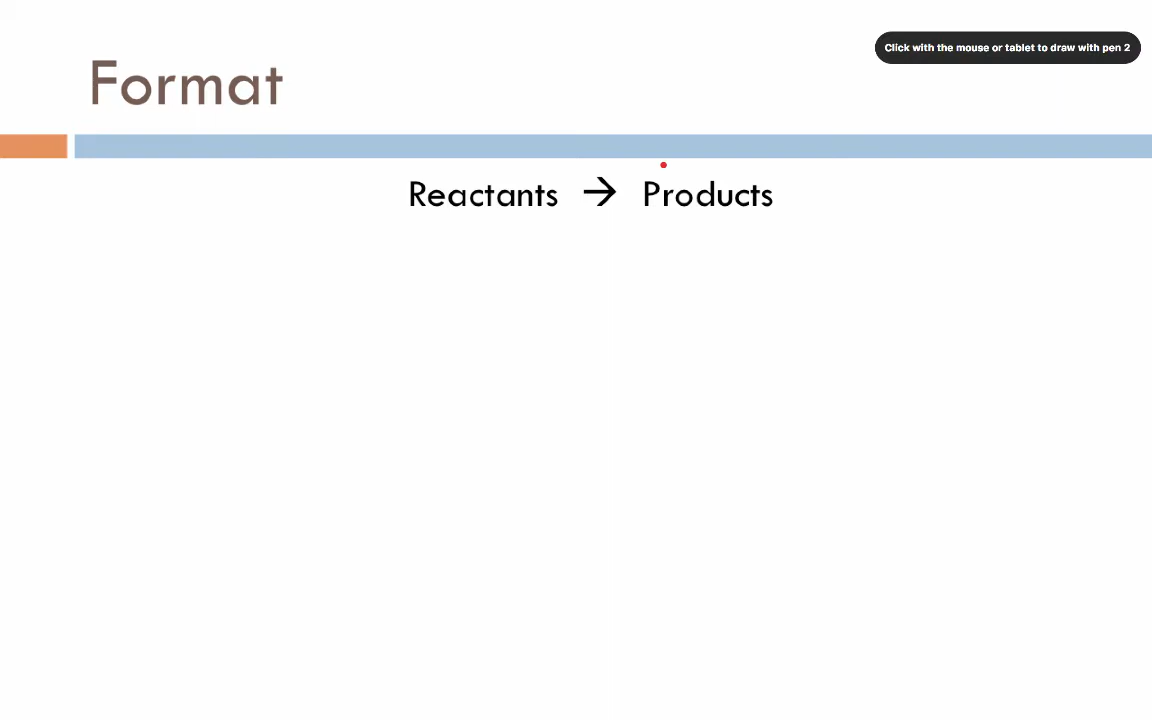 Format
Click with the mouse or tablet to draw with pen 2
Reactants → Products